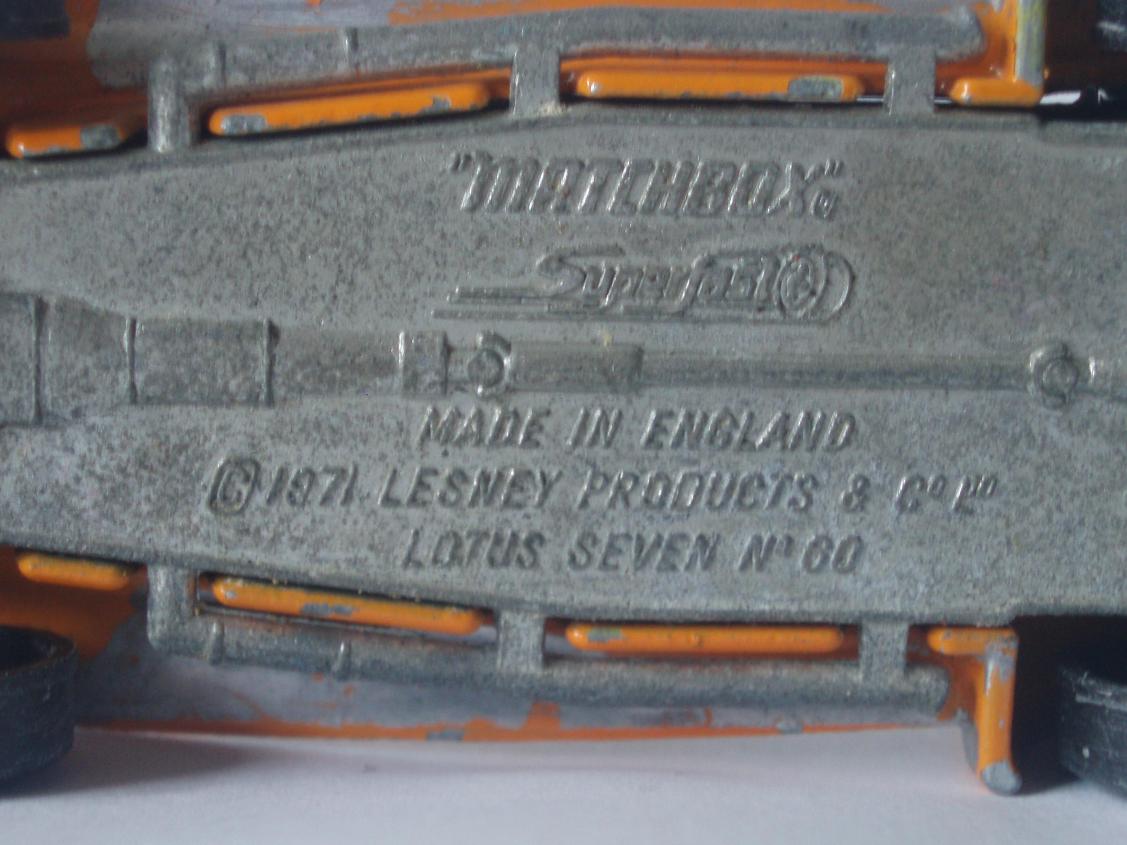 "MATCHBOX"®
Superfast
MADE IN ENGLAND
© 1971 LESNEY PRODUCTS & Co LTD
LOTUS SEVEN No 60